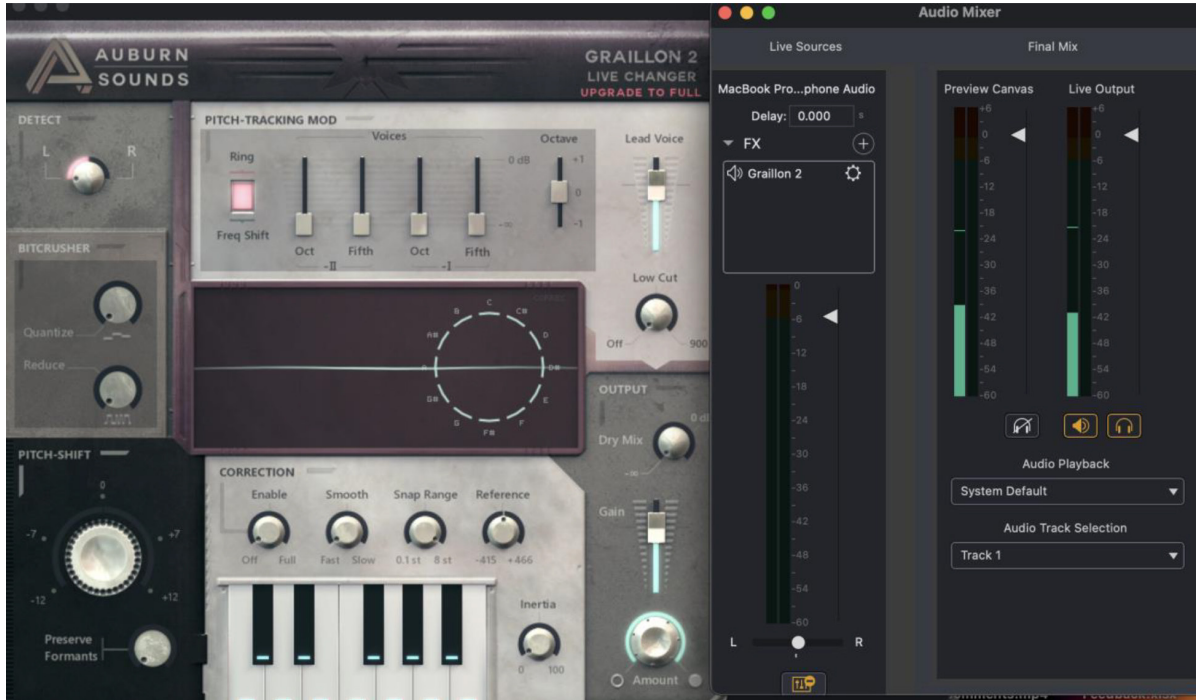 AUBURN
SOUNDS
GRAILLON 2
LIVE CHANGER
UPGRADE TO FULL
DETECT
L R
PITCH-TRACKING MOD
Voices
Octave
Lead Voice
Ring
0 dB
+1
0
-1
Freq Shift
-∞
Oct Fifth Oct Fifth
-II -I
Low Cut
Off 900
BITCRUSHER
Quantize
Reduce
C
C#
D
D#
E
F
F#
G
G#
A
A#
B
OUTPUT
0 dB
Dry Mix
-∞
Gain
Amount
PITCH-SHIFT
0
-7 +7
-12 +12
Preserve
Formants
CORRECTION
Enable Smooth Snap Range Reference
Off Full Fast Slow 0.1 st 8 st -415 +466
Inertia
0 100
Audio Mixer
Live Sources
Final Mix
MacBook Pro...phone Audio
Delay: 0.000 s
FX
Graillon 2
0
-6
-12
-18
-24
-30
-36
-42
-48
-54
-60
L R
Preview Canvas Live Output
+6 +6
0 0
-6 -6
-12 -12
-18 -18
-24 -24
-30 -30
-36 -36
-42 -42
-48 -48
-54 -54
-60 -60
Audio Playback
System Default
Audio Track Selection
Track 1